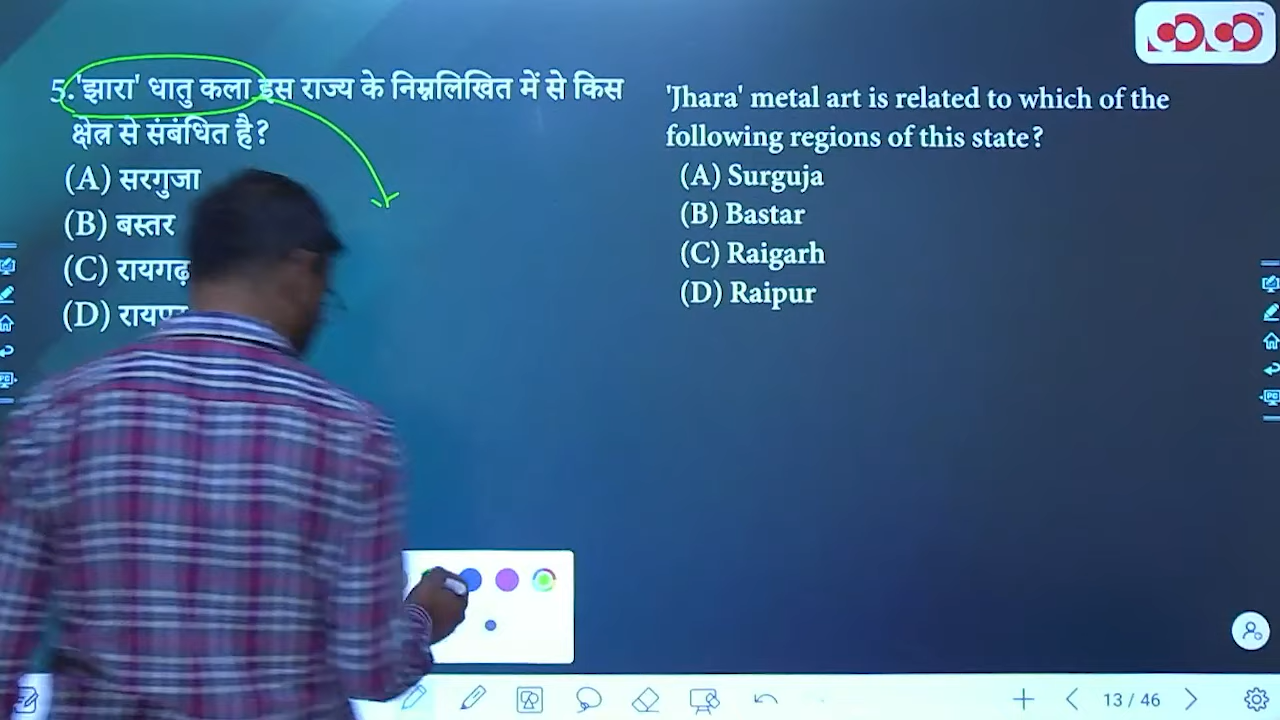 5.'झारा' धातु कला इस राज्य के निम्नलिखित में से किस
क्षेत्र से संबंधित है?
(A) सरगुजा
(B) बस्तर
(C) रायगढ़
(D)
'Jhara' metal art is related to which of the
following regions of this state?
(A) Surguja
(B) Bastar
(C) Raigarh
(D) Raipur
13 / 46